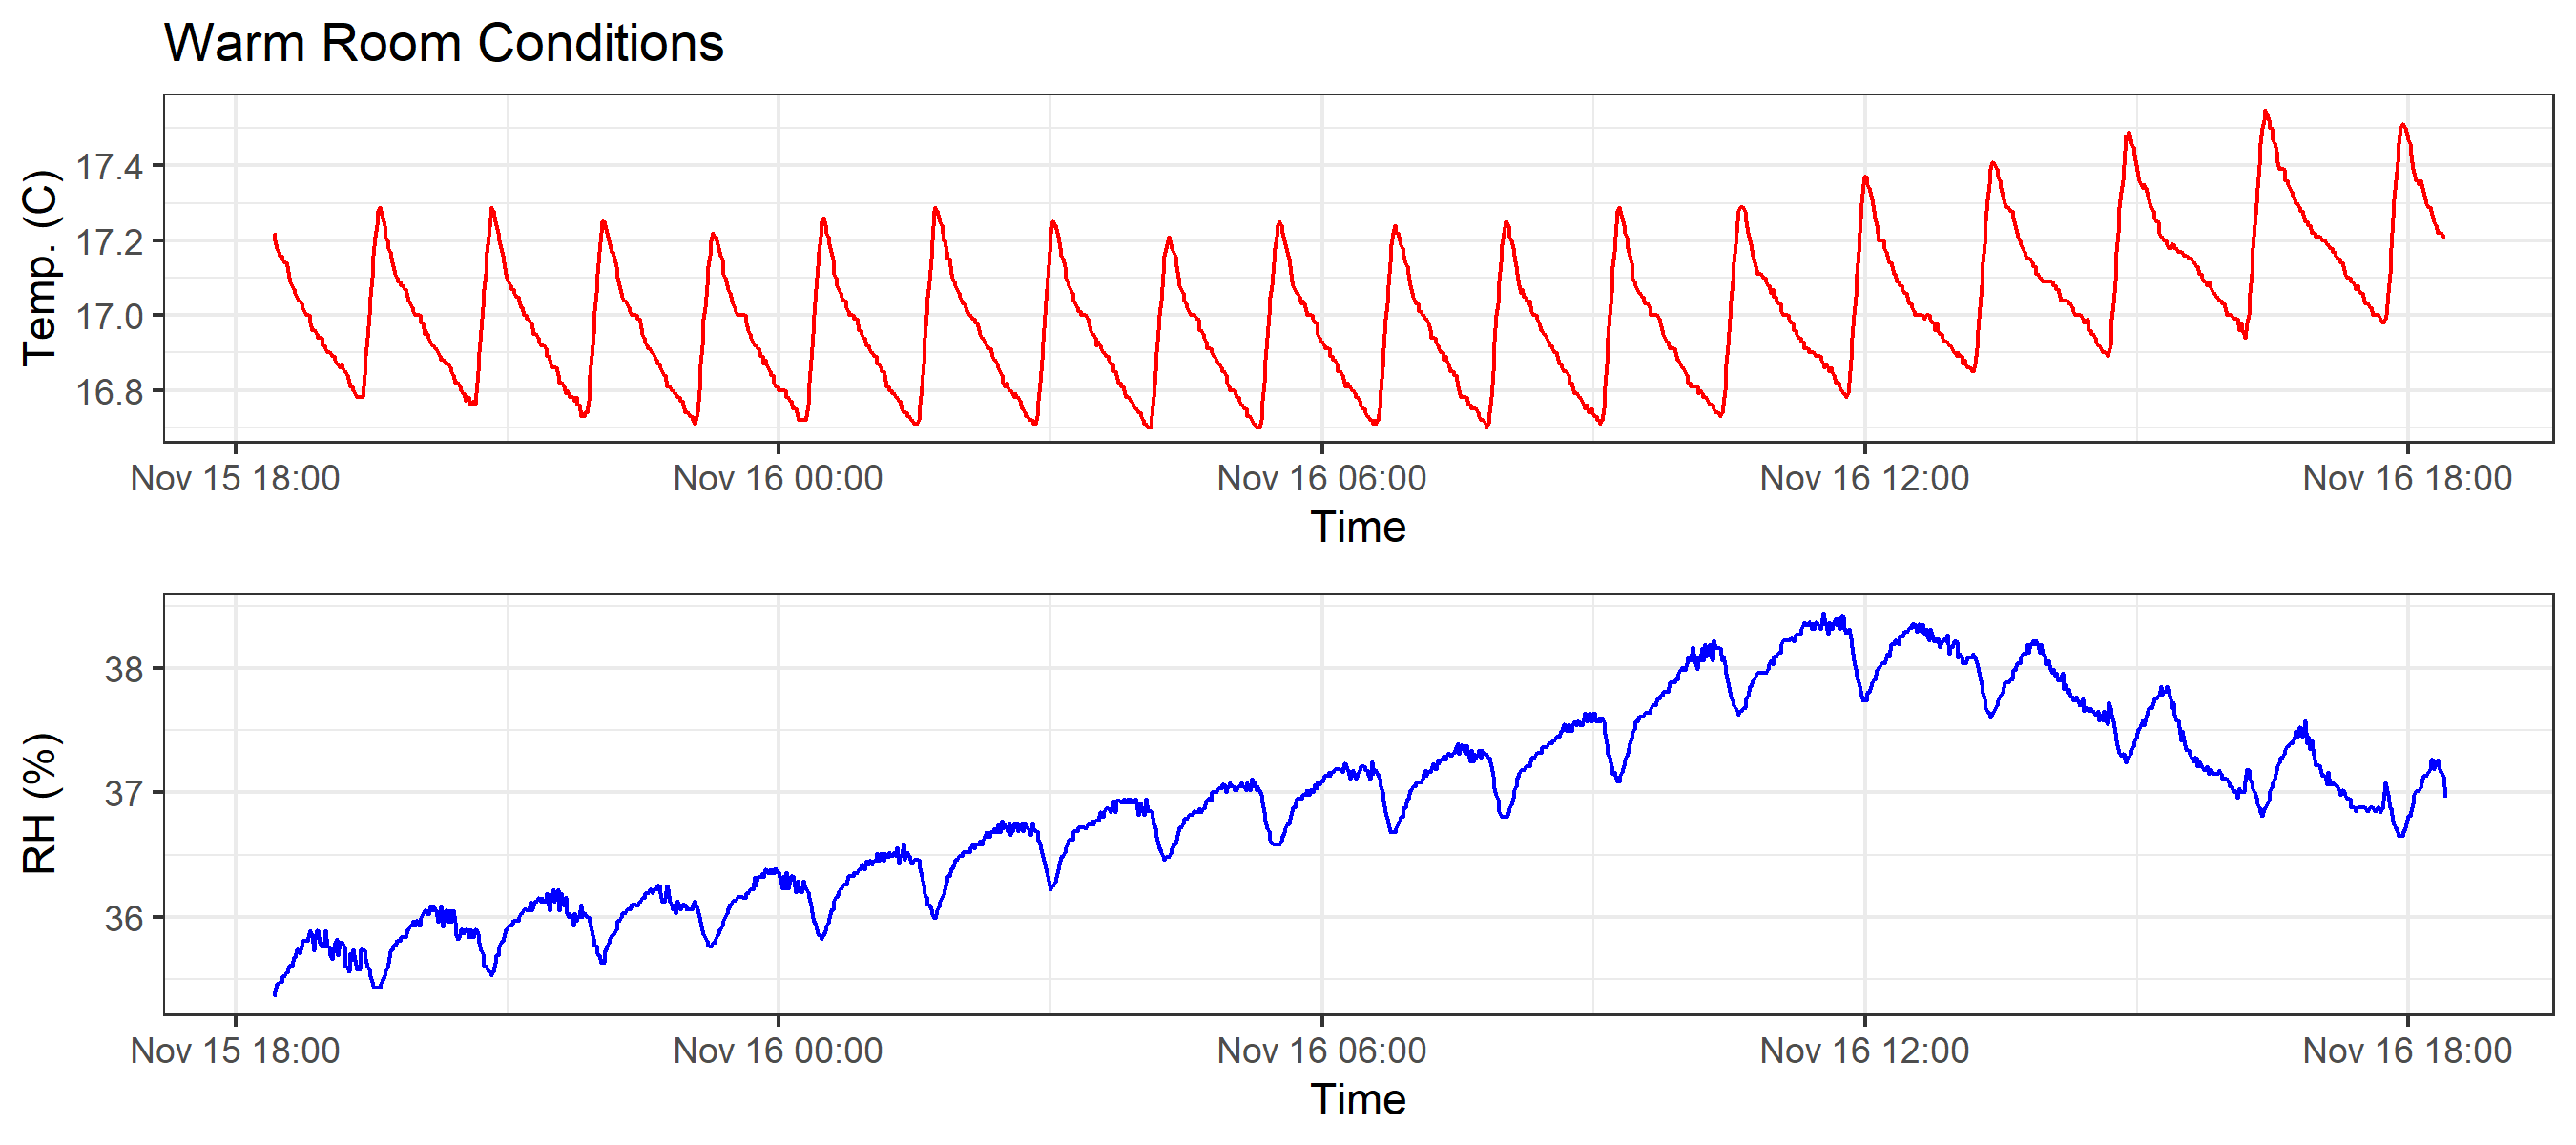 Warm Room Conditions
Temp. (C)
17.4
17.2
17.0
16.8
Nov 15 18:00 Nov 16 00:00 Nov 16 06:00 Nov 16 12:00 Nov 16 18:00
Time
RH (%)
38
37
36
Nov 15 18:00 Nov 16 00:00 Nov 16 06:00 Nov 16 12:00 Nov 16 18:00
Time